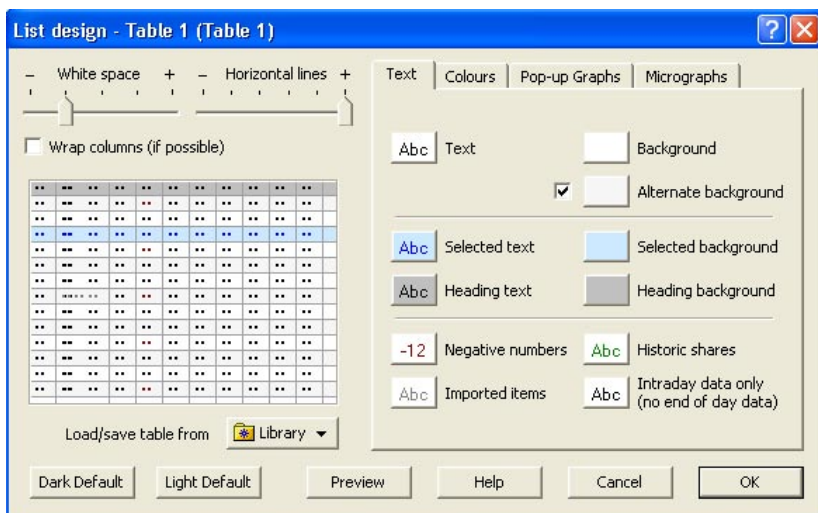 List design - Table 1 (Table 1)
− White space + − Horizontal lines +
Wrap columns (if possible)
Load/save table from Library
Text Colours Pop-up Graphs Micrographs
Abc Text Background
Alternate background
Abc Selected text Selected background
Abc Heading text Heading background
-12 Negative numbers Abc Historic shares
Abc Imported items Abc Intraday data only
(no end of day data)
Dark Default Light Default Preview Help Cancel OK